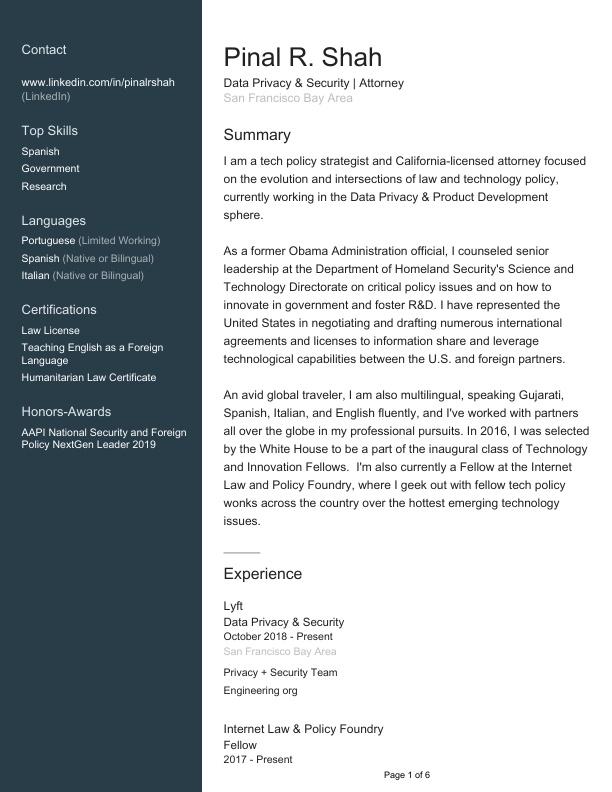 Contact
www.linkedin.com/in/pinalrshah
(LinkedIn)
Top Skills
Spanish
Government
Research
Languages
Portuguese (Limited Working)
Spanish (Native or Bilingual)
Italian (Native or Bilingual)
Certifications
Law License
Teaching English as a Foreign
Language
Humanitarian Law Certificate
Honors-Awards
AAPI National Security and Foreign
Policy NextGen Leader 2019
Pinal R. Shah
Data Privacy & Security | Attorney
San Francisco Bay Area
Summary
I am a tech policy strategist and California-licensed attorney focused
on the evolution and intersections of law and technology policy,
currently working in the Data Privacy & Product Development
sphere.
As a former Obama Administration official, I counseled senior
leadership at the Department of Homeland Security's Science and
Technology Directorate on critical policy issues and on how to
innovate in government and foster R&D. I have represented the
United States in negotiating and drafting numerous international
agreements and licenses to information share and leverage
technological capabilities between the U.S. and foreign partners.
An avid global traveler, I am also multilingual, speaking Gujarati,
Spanish, Italian, and English fluently, and I've worked with partners
all over the globe in my professional pursuits. In 2016, I was selected
by the White House to be a part of the inaugural class of Technology
and Innovation Fellows.  I'm also currently a Fellow at the Internet
Law and Policy Foundry, where I geek out with fellow tech policy
wonks across the country over the hottest emerging technology
issues.
Experience
Lyft
Data Privacy & Security
October 2018 - Present
San Francisco Bay Area
Privacy + Security Team
Engineering org
Internet Law & Policy Foundry
Fellow
2017 - Present
Page 1 of 6